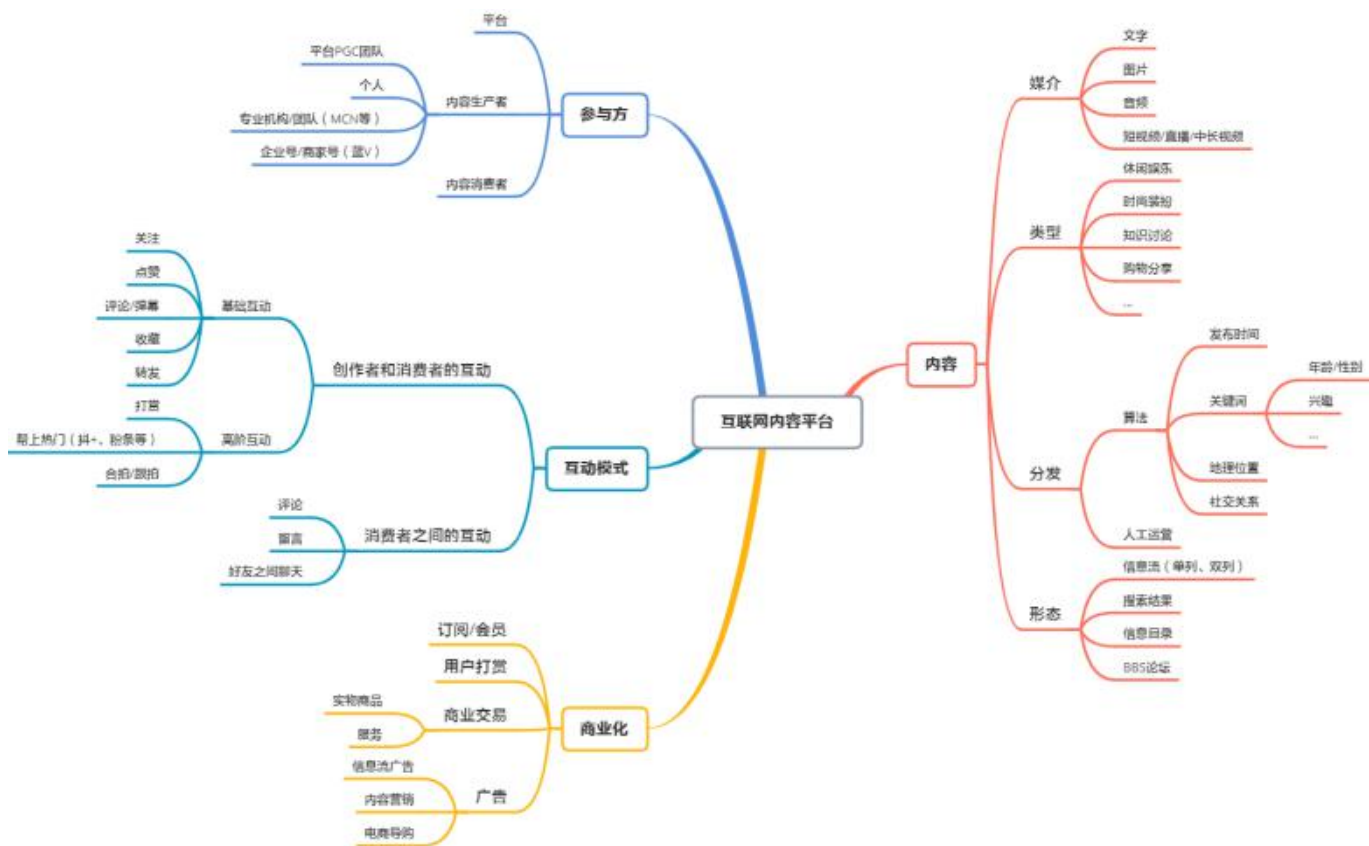 互联网内容平台
参与方
平台
内容生产者
平台PGC团队
个人
专业机构/团队（MCN等）
企业号/商家号（蓝V）
内容消费者
互动模式
创作者和消费者的互动
基础互动
关注
点赞
评论/弹幕
收藏
转发
高阶互动
打赏
帮上热门（抖+、粉条等）
合拍/跟拍
消费者之间的互动
评论
留言
好友之间聊天
商业化
订阅/会员
用户打赏
商业交易
实物商品
服务
广告
信息流广告
内容营销
电商导购
内容
媒介
文字
图片
音频
短视频/直播/中长视频
类型
休闲娱乐
时尚装扮
知识讨论
购物分享
...
分发
算法
发布时间
关键词
年龄/性别
兴趣
...
地理位置
社交关系
人工运营
形态
信息流（单列、双列）
搜索结果
信息目录
BBS论坛